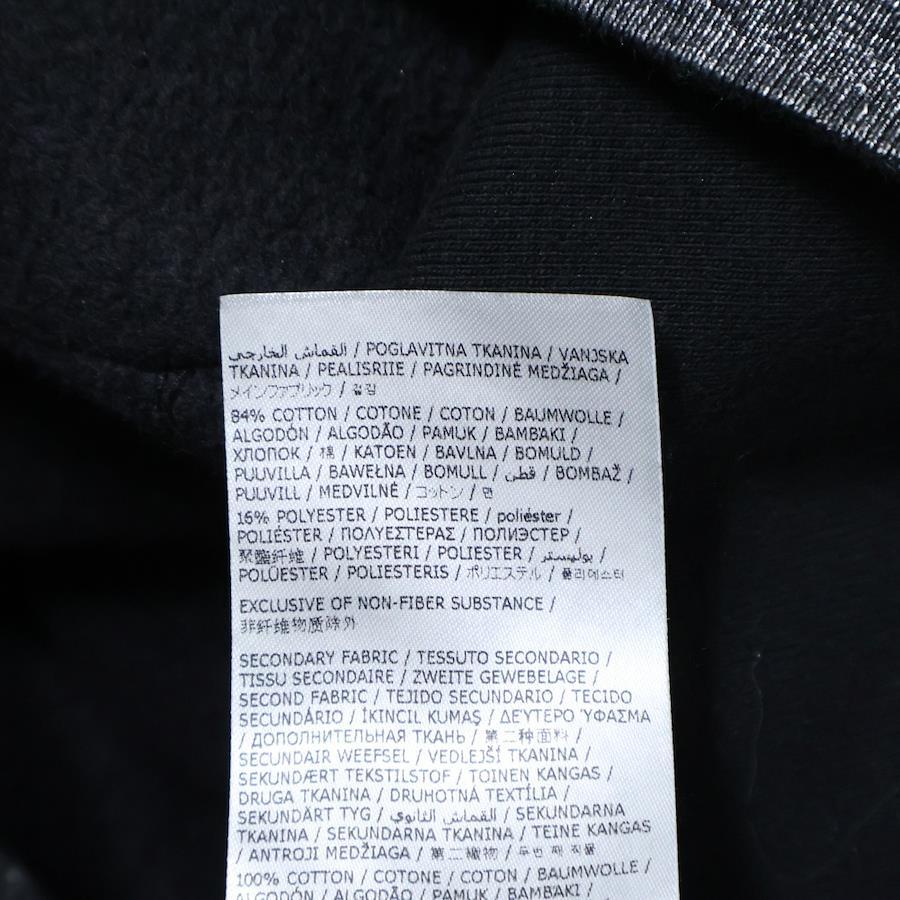 القماش الخارجي / POGLAVITNA TKANINA / VANJSKA
TKANINA / PEALISRIIE / PAGRINDINĖ MEDŽIAGA /
メインファブリック / 겉감
84% COTTON / COTONE / COTON / BAUMWOLLE /
ALGODÓN / ALGODÃO / PAMUK / BAMBAKI /
ХЛОПОК / 棉 / KATOEN / BAVLNA / BOMULD /
PUUVILLA / BAWEŁNA / BOMULL / قطن / BOMBAŽ /
PUUVILL / MEDVILNĖ / コットン / 면
16% POLYESTER / POLIESTERE / poliéster /
POLIÉSTER / ΠΟΛΥΕΣΤΕΡΑΣ / ПОЛИЭСТЕР /
聚酯纤维 / POLYESTERI / POLIESTER / بوليستر /
POLÜESTER / POLIESTERIS / ポリエステル / 폴리에스터
EXCLUSIVE OF NON-FIBER SUBSTANCE /
非纤维物质除外
SECONDARY FABRIC / TESSUTO SECONDARIO /
TISSU SECONDAIRE / ZWEITE GEWEBELAGE /
SECOND FABRIC / TEJIDO SECUNDARIO / TECIDO
SECUNDÁRIO / İKINCIL KUMAŞ / ΔΕΥΤΕΡΟ ΎΦΑΣΜΑ
/ ДОПОЛНИТЕЛЬНАЯ ТКАНЬ / 第二种面料 /
SECUNDAIR WEEFSEL / VEDLEJŠÍ TKANINA /
SEKUNDÆRT TEKSTILSTOF / TOINEN KANGAS /
DRUGA TKANINA / DRUHOTNÁ TEXTÍLIA /
SEKUNDÄRT TYG / القماش الثانوي / SEKUNDARNA
TKANINA / SEKUNDARNA TKANINA / TEINE KANGAS
/ ANTROJI MEDŽIAGA / 第二織物 / 두번 째 직물
100% COTTON / COTONE / COTON / BAUMWOLLE /
ALGODÓN / ALGODÃO / PAMUK / BAMBAKI /